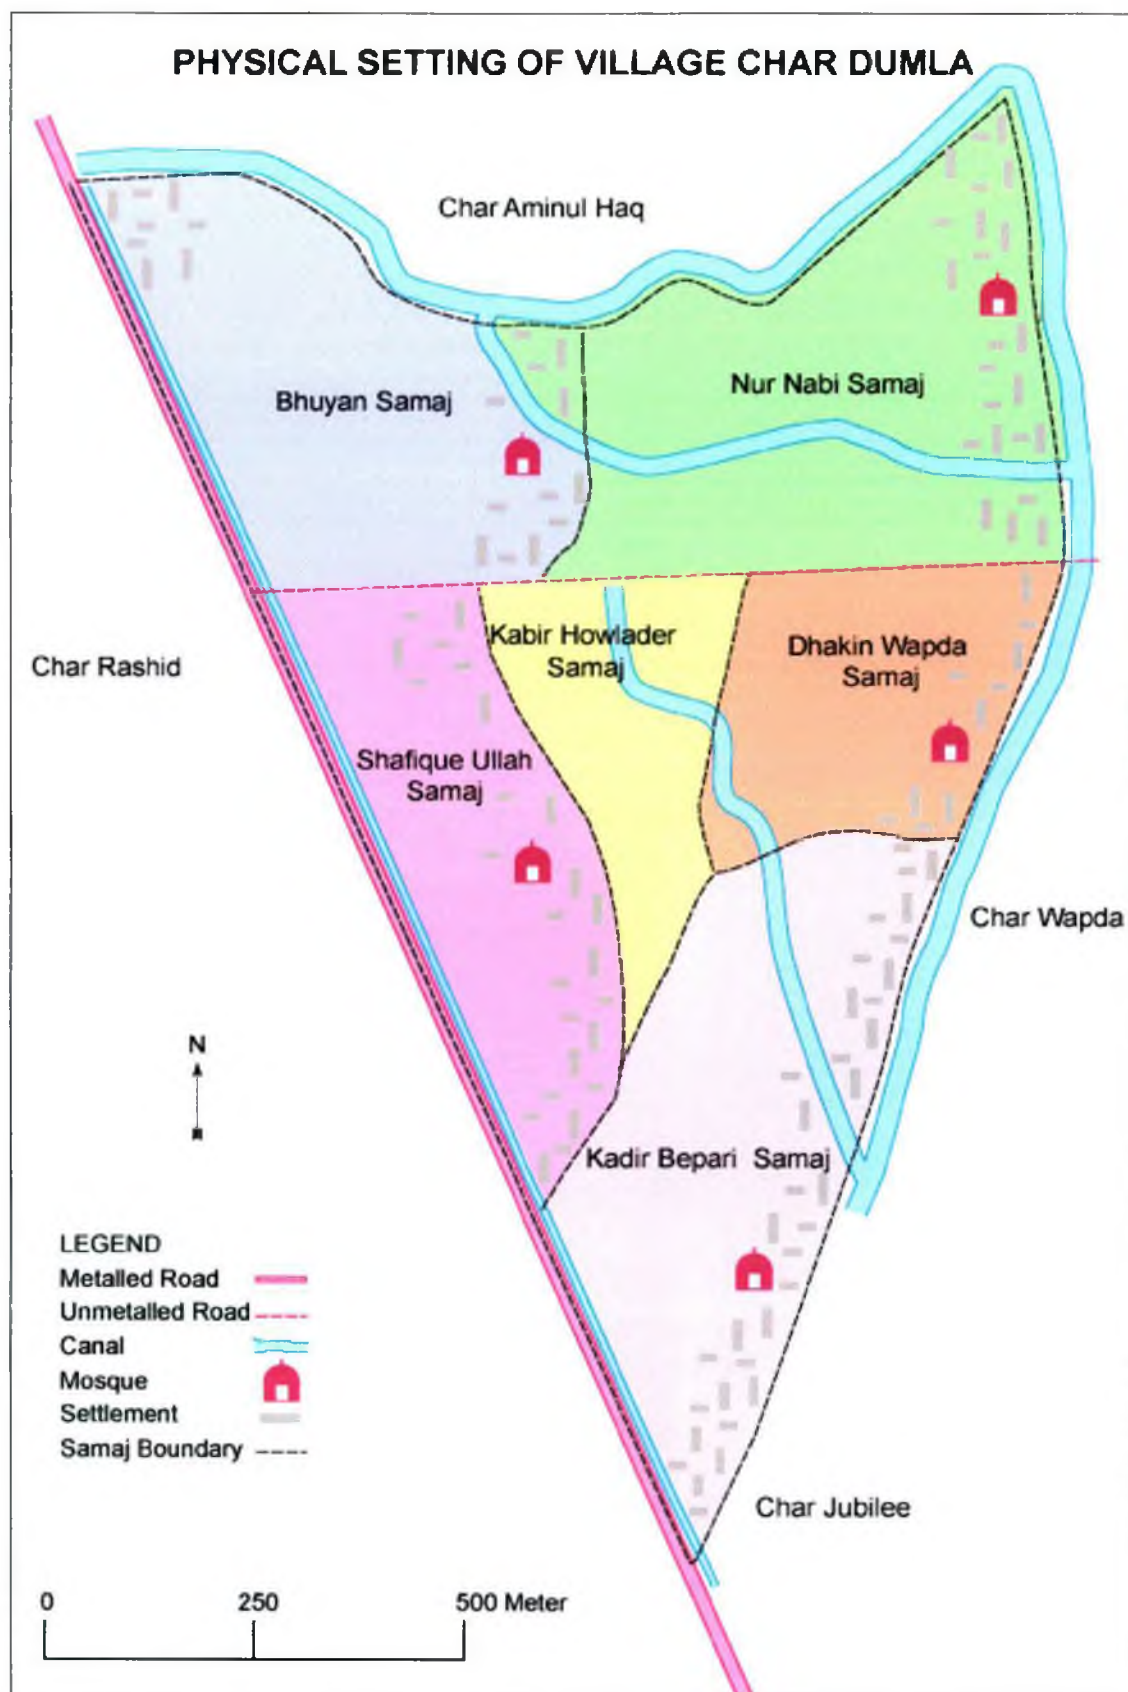 PHYSICAL SETTING OF VILLAGE CHAR DUMLA
Char Aminul Haq
Bhuyan Samaj
Nur Nabi Samaj
Kabir Howlader
Samaj
Dhakin Wapda
Samaj
Char Rashid
Shafique Ullah
Samaj
Char Wapda
N
Kadir Bepari Samaj
LEGEND
Metalled Road
Unmetalled Road
Canal
Mosque
Settlement
Samaj Boundary
Char Jubilee
0 250 500 Meter